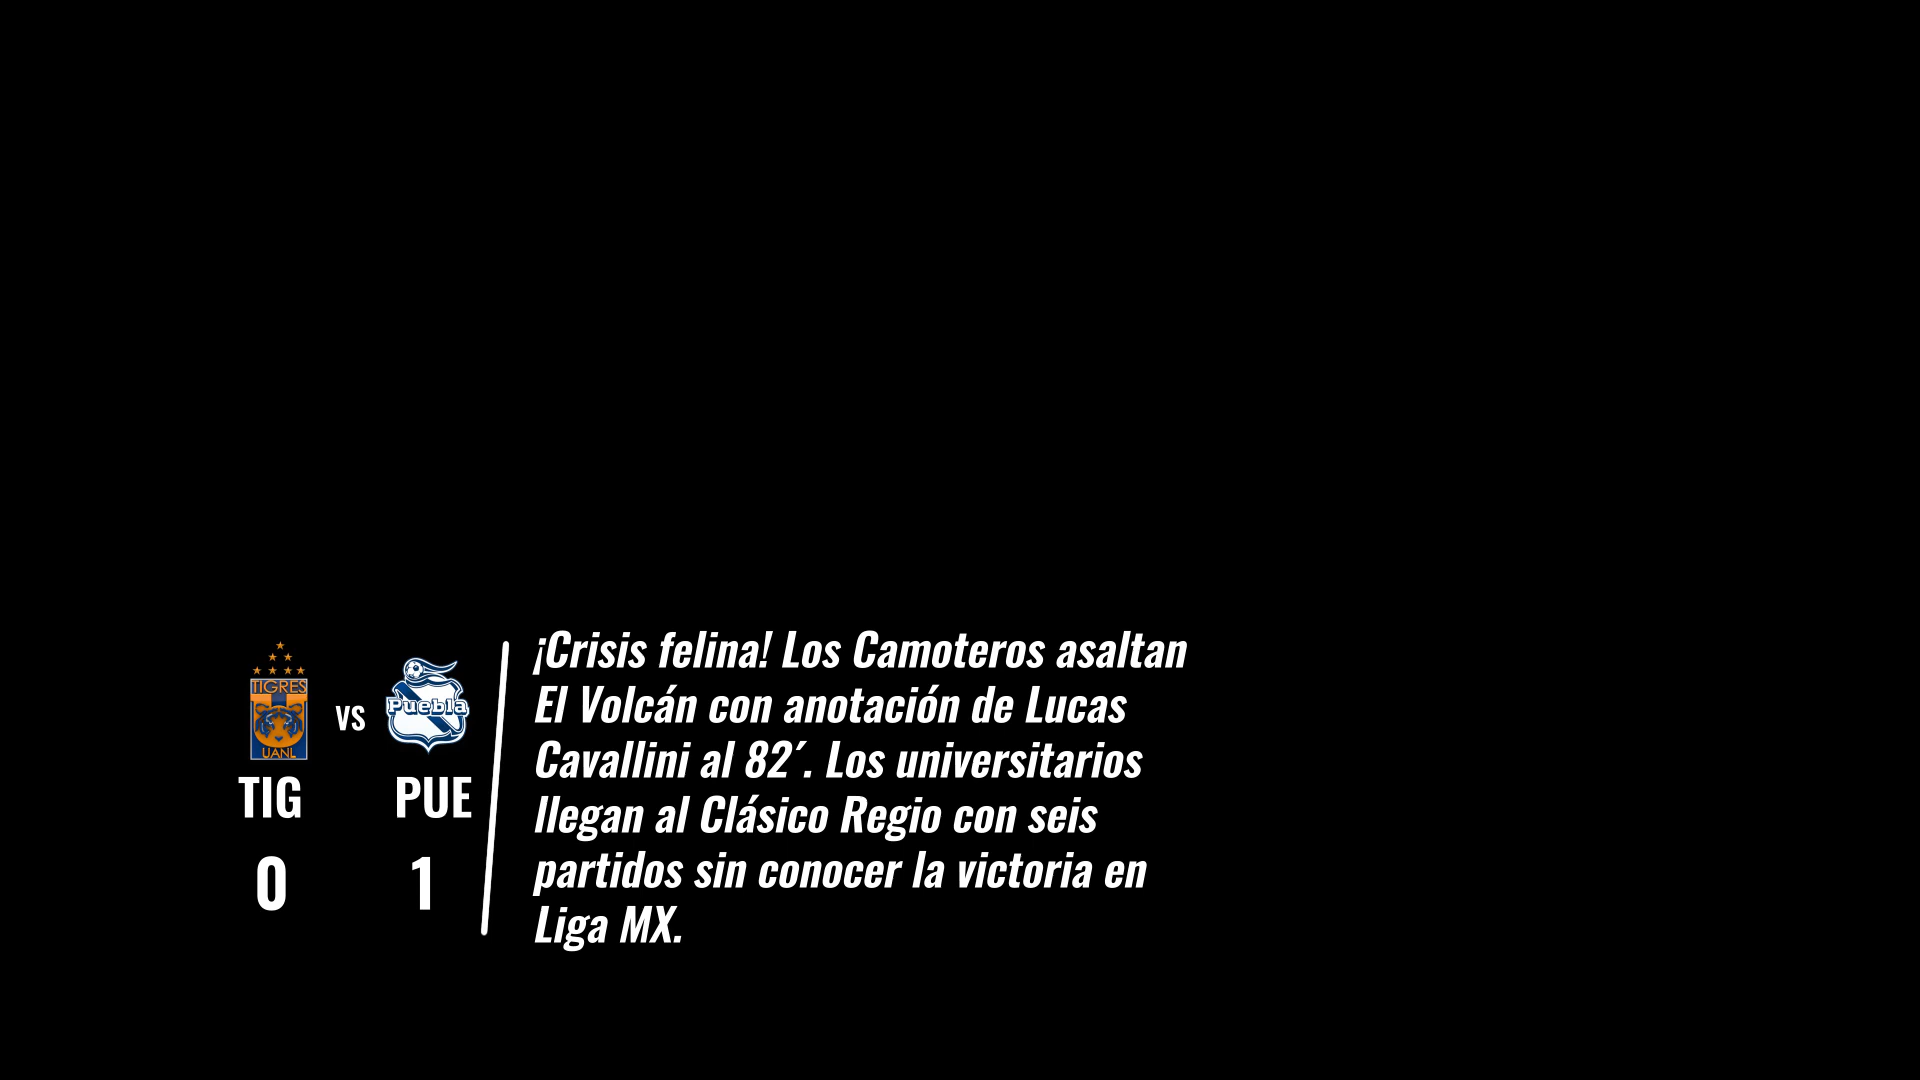 TIGRES
UANL
vs
Puebla
TIG
PUE
0
1
¡Crisis felina! Los Camoteros asaltan
El Volcán con anotación de Lucas
Cavallini al 82´. Los universitarios
llegan al Clásico Regio con seis
partidos sin conocer la victoria en
Liga MX.